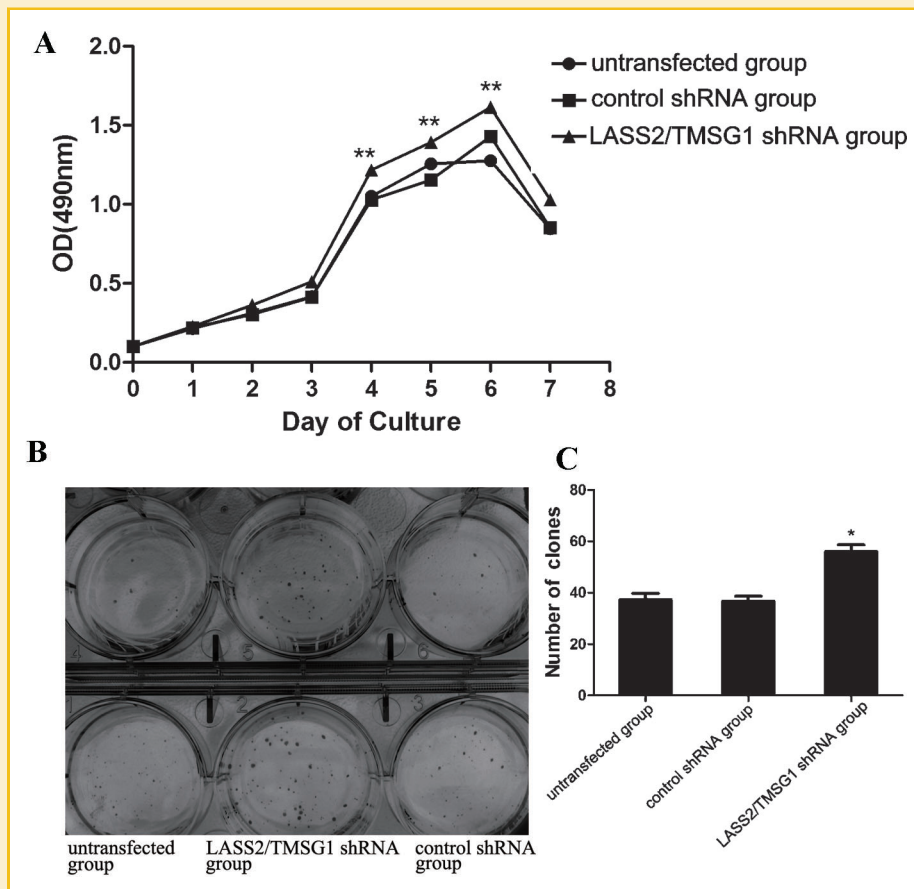 A
2.0
1.5
1.0
0.5
0.0
OD(490nm)
** ** **
0 1 2 3 4 5 6 7 8
Day of Culture
untransfected group
control shRNA group
LASS2/TMSG1 shRNA group
B
4 5 6
1 2 3
untransfected group
LASS2/TMSG1 shRNA group
control shRNA group
C
80
60
40
20
0
Number of clones
*
untransfected group
control shRNA group
LASS2/TMSG1 shRNA group